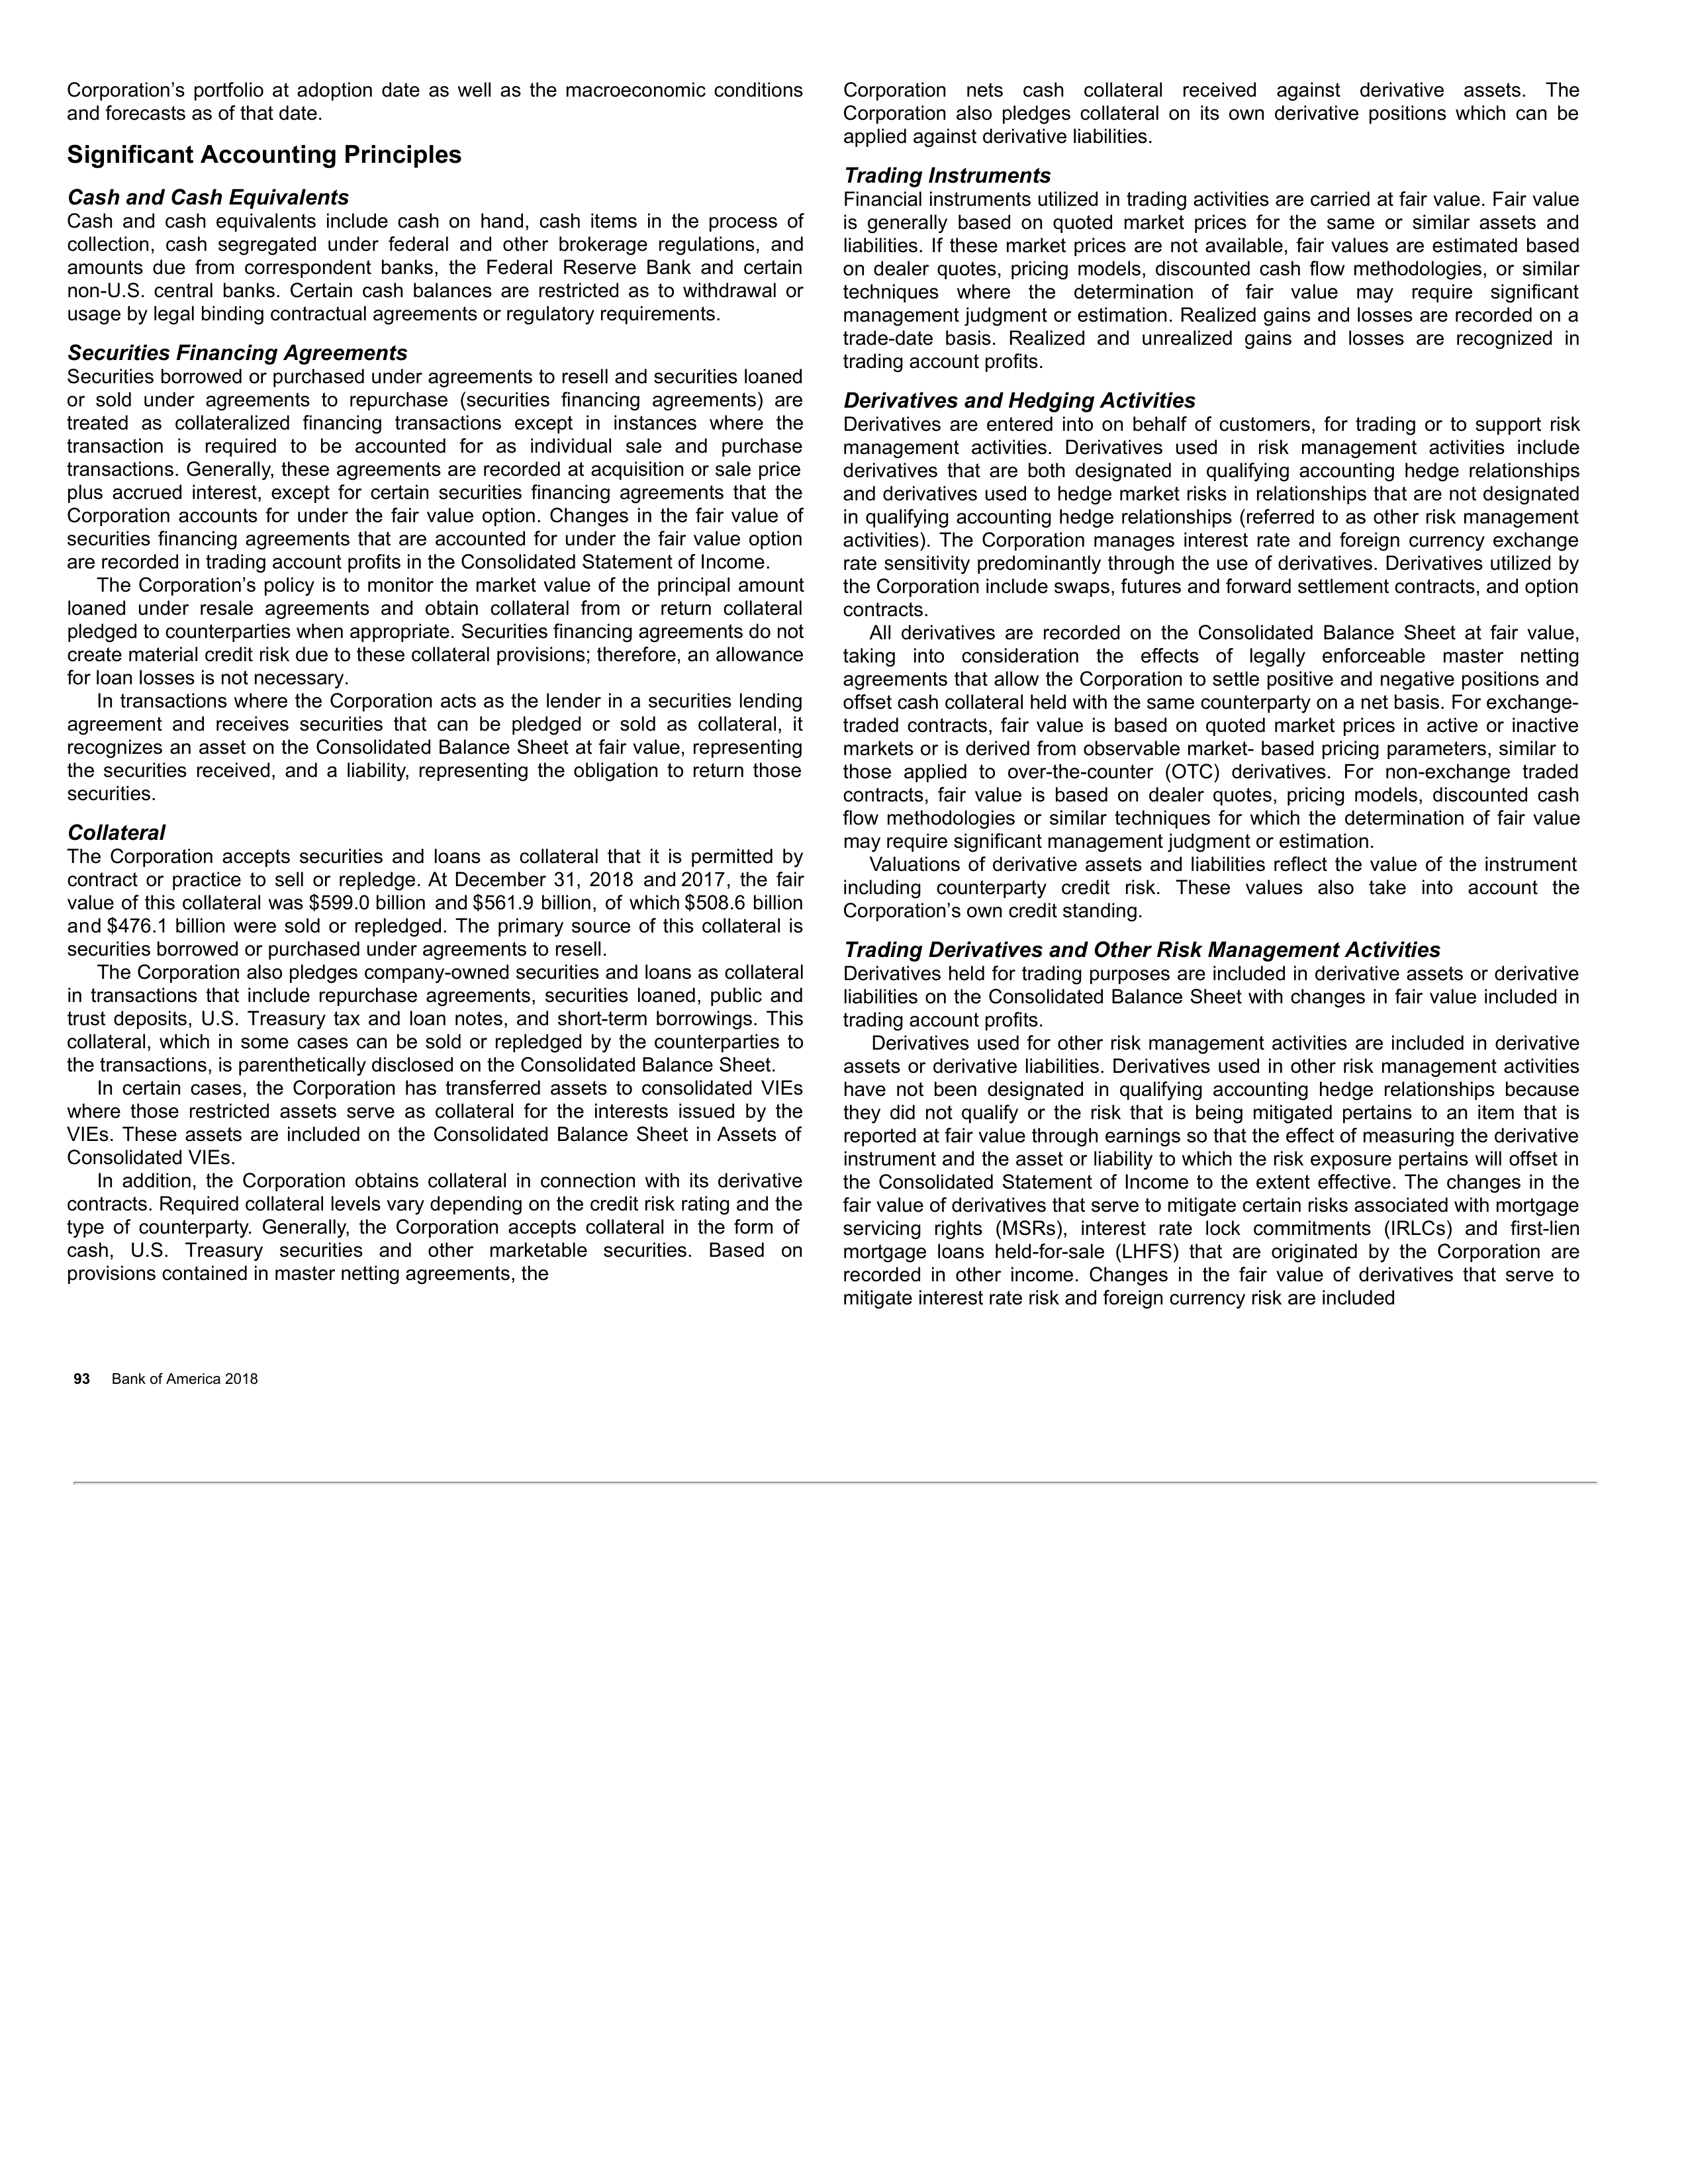 Corporation’s portfolio at adoption date as well as the macroeconomic conditions
and forecasts as of that date.
Significant Accounting Principles
Cash and Cash Equivalents
Cash and cash equivalents include cash on hand, cash items in the process of
collection, cash segregated under federal and other brokerage regulations, and
amounts due from correspondent banks, the Federal Reserve Bank and certain
non-U.S. central banks. Certain cash balances are restricted as to withdrawal or
usage by legal binding contractual agreements or regulatory requirements.
Securities Financing Agreements
Securities borrowed or purchased under agreements to resell and securities loaned
or sold under agreements to repurchase (securities financing agreements) are
treated as collateralized financing transactions except in instances where the
transaction is required to be accounted for as individual sale and purchase
transactions. Generally, these agreements are recorded at acquisition or sale price
plus accrued interest, except for certain securities financing agreements that the
Corporation accounts for under the fair value option. Changes in the fair value of
securities financing agreements that are accounted for under the fair value option
are recorded in trading account profits in the Consolidated Statement of Income.
The Corporation’s policy is to monitor the market value of the principal amount
loaned under resale agreements and obtain collateral from or return collateral
pledged to counterparties when appropriate. Securities financing agreements do not
create material credit risk due to these collateral provisions; therefore, an allowance
for loan losses is not necessary.
In transactions where the Corporation acts as the lender in a securities lending
agreement and receives securities that can be pledged or sold as collateral, it
recognizes an asset on the Consolidated Balance Sheet at fair value, representing
the securities received, and a liability, representing the obligation to return those
securities.
Collateral
The Corporation accepts securities and loans as collateral that it is permitted by
contract or practice to sell or repledge. At December 31, 2018 and 2017, the fair
value of this collateral was $599.0 billion and $561.9 billion, of which $508.6 billion
and $476.1 billion were sold or repledged. The primary source of this collateral is
securities borrowed or purchased under agreements to resell.
The Corporation also pledges company-owned securities and loans as collateral
in transactions that include repurchase agreements, securities loaned, public and
trust deposits, U.S. Treasury tax and loan notes, and short-term borrowings. This
collateral, which in some cases can be sold or repledged by the counterparties to
the transactions, is parenthetically disclosed on the Consolidated Balance Sheet.
In certain cases, the Corporation has transferred assets to consolidated VIEs
where those restricted assets serve as collateral for the interests issued by the
VIEs. These assets are included on the Consolidated Balance Sheet in Assets of
Consolidated VIEs.
In addition, the Corporation obtains collateral in connection with its derivative
contracts. Required collateral levels vary depending on the credit risk rating and the
type of counterparty. Generally, the Corporation accepts collateral in the form of
cash, U.S. Treasury securities and other marketable securities. Based on
provisions contained in master netting agreements, the
Corporation nets cash collateral received against derivative assets. The
Corporation also pledges collateral on its own derivative positions which can be
applied against derivative liabilities.
Trading Instruments
Financial instruments utilized in trading activities are carried at fair value. Fair value
is generally based on quoted market prices for the same or similar assets and
liabilities. If these market prices are not available, fair values are estimated based
on dealer quotes, pricing models, discounted cash flow methodologies, or similar
techniques where the determination of fair value may require significant
management judgment or estimation. Realized gains and losses are recorded on a
trade-date basis. Realized and unrealized gains and losses are recognized in
trading account profits.
Derivatives and Hedging Activities
Derivatives are entered into on behalf of customers, for trading or to support risk
management activities. Derivatives used in risk management activities include
derivatives that are both designated in qualifying accounting hedge relationships
and derivatives used to hedge market risks in relationships that are not designated
in qualifying accounting hedge relationships (referred to as other risk management
activities). The Corporation manages interest rate and foreign currency exchange
rate sensitivity predominantly through the use of derivatives. Derivatives utilized by
the Corporation include swaps, futures and forward settlement contracts, and option
contracts.
All derivatives are recorded on the Consolidated Balance Sheet at fair value,
taking into consideration the effects of legally enforceable master netting
agreements that allow the Corporation to settle positive and negative positions and
offset cash collateral held with the same counterparty on a net basis. For exchange-
traded contracts, fair value is based on quoted market prices in active or inactive
markets or is derived from observable market- based pricing parameters, similar to
those applied to over-the-counter (OTC) derivatives. For non-exchange traded
contracts, fair value is based on dealer quotes, pricing models, discounted cash
flow methodologies or similar techniques for which the determination of fair value
may require significant management judgment or estimation.
Valuations of derivative assets and liabilities reflect the value of the instrument
including counterparty credit risk. These values also take into account the
Corporation’s own credit standing.
Trading Derivatives and Other Risk Management Activities
Derivatives held for trading purposes are included in derivative assets or derivative
liabilities on the Consolidated Balance Sheet with changes in fair value included in
trading account profits.
Derivatives used for other risk management activities are included in derivative
assets or derivative liabilities. Derivatives used in other risk management activities
have not been designated in qualifying accounting hedge relationships because
they did not qualify or the risk that is being mitigated pertains to an item that is
reported at fair value through earnings so that the effect of measuring the derivative
instrument and the asset or liability to which the risk exposure pertains will offset in
the Consolidated Statement of Income to the extent effective. The changes in the
fair value of derivatives that serve to mitigate certain risks associated with mortgage
servicing rights (MSRs), interest rate lock commitments (IRLCs) and first-lien
mortgage loans held-for-sale (LHFS) that are originated by the Corporation are
recorded in other income. Changes in the fair value of derivatives that serve to
mitigate interest rate risk and foreign currency risk are included
93 Bank of America 2018